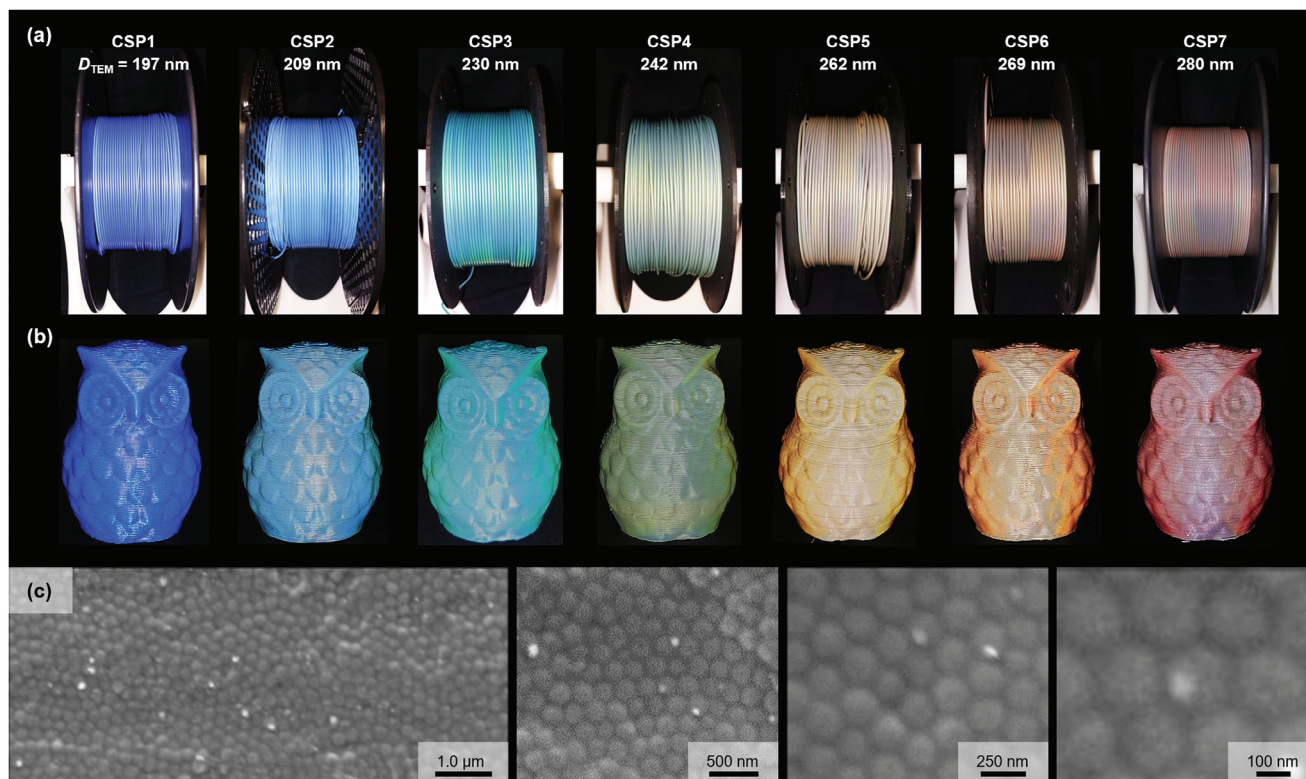 (a)
CSP1 CSP2 CSP3 CSP4 CSP5 CSP6 CSP7
DTEM = 197 nm 209 nm 230 nm 242 nm 262 nm 269 nm 280 nm
(b)
(c)
1.0 µm 500 nm 250 nm 100 nm